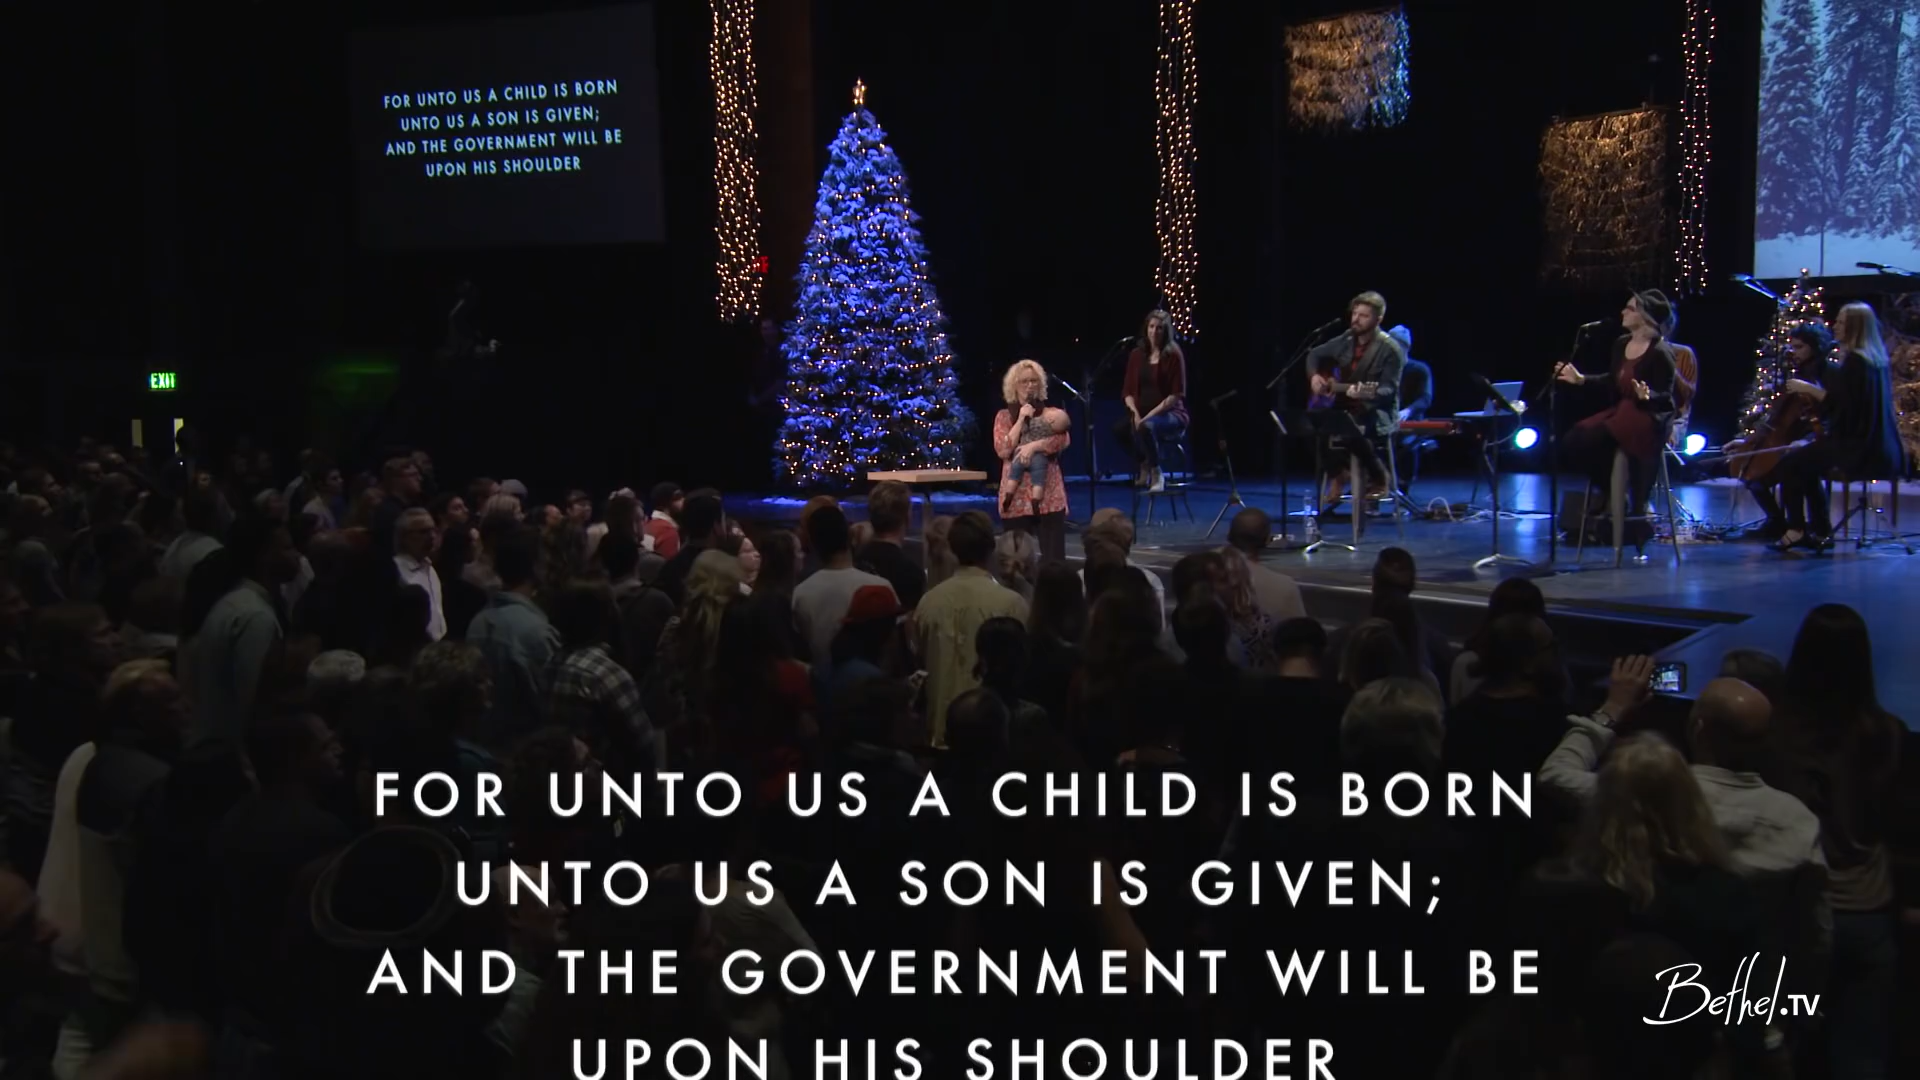 FOR UNTO US A CHILD IS BORN
UNTO US A SON IS GIVEN;
AND THE GOVERNMENT WILL BE
UPON HIS SHOULDER
EXIT
FOR UNTO US A CHILD IS BORN
UNTO US A SON IS GIVEN;
AND THE GOVERNMENT WILL BE
UPON HIS SHOULDER
Bethel.TV